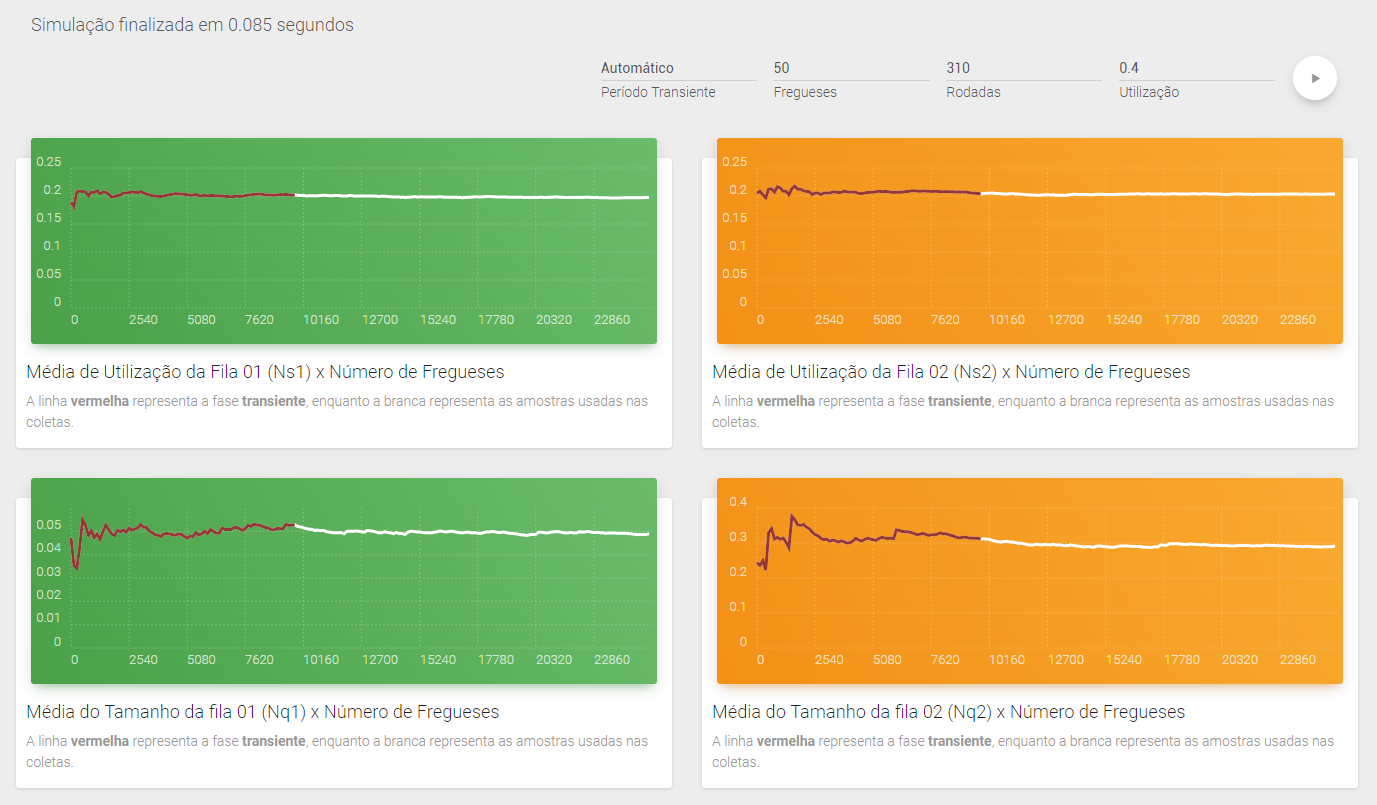 Simulação finalizada em 0.085 segundos
Automático 50 310 0.4
Período Transiente Fregueses Rodadas Utilização
0.25
0.2
0.15
0.1
0.05
0
0 2540 5080 7620 10160 12700 15240 17780 20320 22860
Média de Utilização da Fila 01 (Ns1) x Número de Fregueses
A linha vermelha representa a fase transiente, enquanto a branca representa as amostras usadas nas
coletas.
0.25
0.2
0.15
0.1
0.05
0
0 2540 5080 7620 10160 12700 15240 17780 20320 22860
Média de Utilização da Fila 02 (Ns2) x Número de Fregueses
A linha vermelha representa a fase transiente, enquanto a branca representa as amostras usadas nas
coletas.
0.05
0.04
0.03
0.02
0.01
0
0 2540 5080 7620 10160 12700 15240 17780 20320 22860
Média do Tamanho da fila 01 (Nq1) x Número de Fregueses
A linha vermelha representa a fase transiente, enquanto a branca representa as amostras usadas nas
coletas.
0.4
0.3
0.2
0.1
0
0 2540 5080 7620 10160 12700 15240 17780 20320 22860
Média do Tamanho da fila 02 (Nq2) x Número de Fregueses
A linha vermelha representa a fase transiente, enquanto a branca representa as amostras usadas nas
coletas.